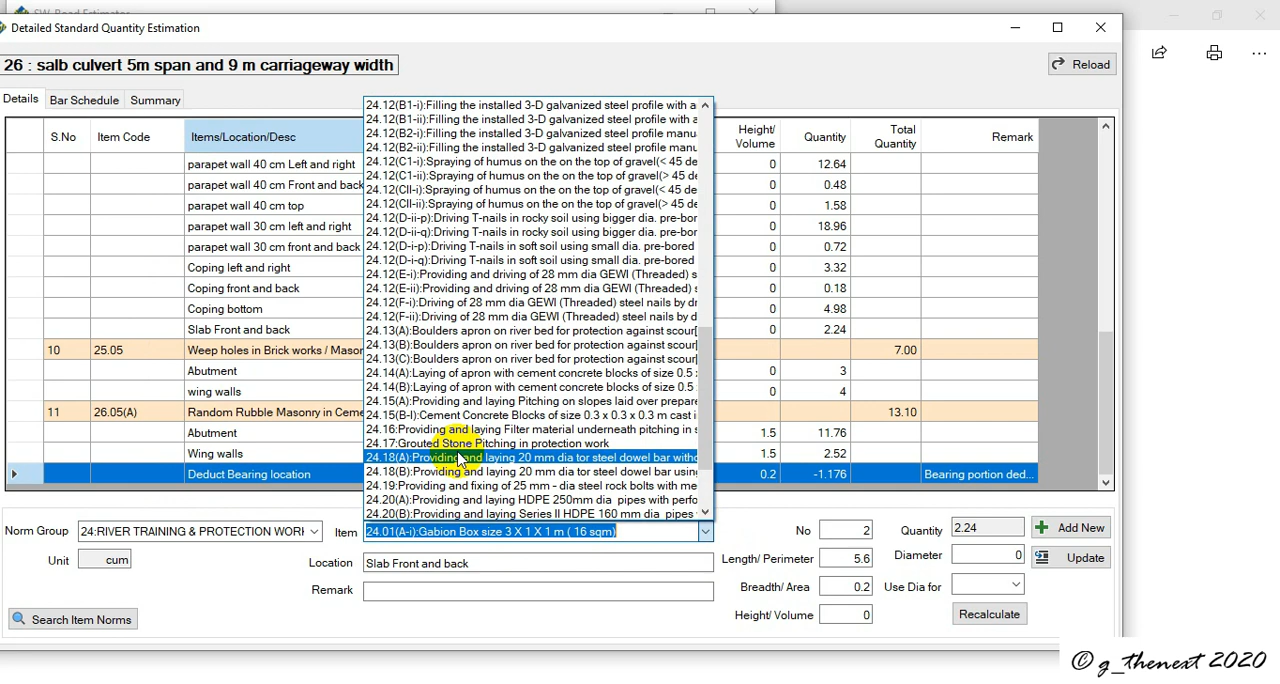 SW Road Estimator
Detailed Standard Quantity Estimation
26 : salb culvert 5m span and 9 m carriageway width
Reload
Details Bar Schedule Summary
S.No Item Code Items/Location/Desc Height/ Volume Quantity Total Quantity Remark
parapet wall 40 cm Left and right 0 12.64
parapet wall 40 cm Front and back 0 0.48
parapet wall 40 cm top 0 1.58
parapet wall 30 cm left and right 0 18.96
parapet wall 30 cm front and back 0 0.72
Coping left and right 0 3.32
Coping front and back 0 0.18
Coping bottom 0 4.98
Slab Front and back 0 2.24
10 25.05 Weep holes in Brick works / Mason 7.00
Abutment 0 3
wing walls 0 4
11 26.05(A) Random Rubble Masonry in Ceme 13.10
Abutment 1.5 11.76
Wing walls 1.5 2.52
Deduct Bearing location 0.2 -1.176 Bearing portion ded...
24.12(B1-i):Filling the installed 3-D galvanized steel profile with a
24.12(B1-ii):Filling the installed 3-D galvanized steel profile with a
24.12(B2-i):Filling the installed 3-D galvanized steel profile manu
24.12(B2-ii):Filling the installed 3-D galvanized steel profile manu
24.12(C1-i):Spraying of humus on the on the top of gravel(< 45 de
24.12(C1-ii):Spraying of humus on the on the top of gravel(> 45 de
24.12(CII-i):Spraying of humus on the on the top of gravel(< 45 de
24.12(CII-ii):Spraying of humus on the on the top of gravel(> 45 de
24.12(D-ii-p):Driving T-nails in rocky soil using bigger dia. pre-bor
24.12(D-ii-q):Driving T-nails in rocky soil using bigger dia. pre-bor
24.12(D-i-p):Driving T-nails in soft soil using small dia. pre-bored
24.12(D-i-q):Driving T-nails in soft soil using small dia. pre-bored
24.12(E-i):Providing and driving of 28 mm dia GEWI (Threaded) s
24.12(E-ii):Providing and driving of 28 mm dia GEWI (Threaded) s
24.12(F-i):Driving of 28 mm dia GEWI (Threaded) steel nails by dr
24.12(F-ii):Driving of 28 mm dia GEWI (Threaded) steel nails by d
24.13(A):Boulders apron on river bed for protection against scour[
24.13(B):Boulders apron on river bed for protection against scour[
24.13(C):Boulders apron on river bed for protection against scour[
24.14(A):Laying of apron with cement concrete blocks of size 0.5 :
24.14(B):Laying of apron with cement concrete blocks of size 0.5 :
24.15(A):Providing and laying Pitching on slopes laid over prepare
24.15(B-I):Cement Concrete Blocks of size 0.3 x 0.3 x 0.3 m cast i
24.16:Providing and laying Filter material underneath pitching in s
24.17:Grouted Stone Pitching in protection work
24.18(A):Providing and laying 20 mm dia tor steel dowel bar witho
24.18(B):Providing and laying 20 mm dia tor steel dowel bar using
24.19:Providing and fixing of 25 mm - dia steel rock bolts with me
24.20(A):Providing and laying HDPE 250mm dia pipes with perfo
24.20(B):Providing and laying Series II HDPE 160 mm dia pipes
Norm Group 24:RIVER TRAINING & PROTECTION WORK Item 24.01(A-i):Gabion Box size 3 X 1 X 1 m ( 16 sqm) No 2 Quantity 2.24 Add New
Unit cum Location Slab Front and back Length/ Perimeter 5.6 Diameter 0 Update
Remark Breadth/ Area 0.2 Use Dia for
Search Item Norms Height/ Volume 0 Recalculate
© g_thenext 2020